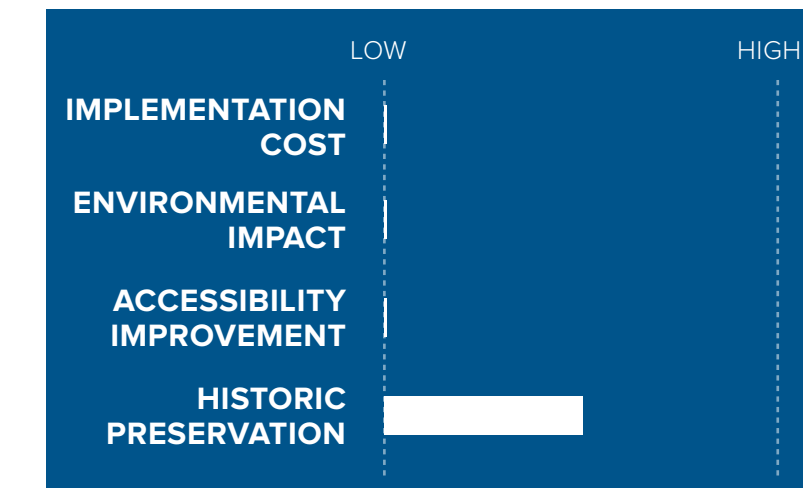 LOW HIGH
IMPLEMENTATION
COST
ENVIRONMENTAL
IMPACT
ACCESSIBILITY
IMPROVEMENT
HISTORIC
PRESERVATION